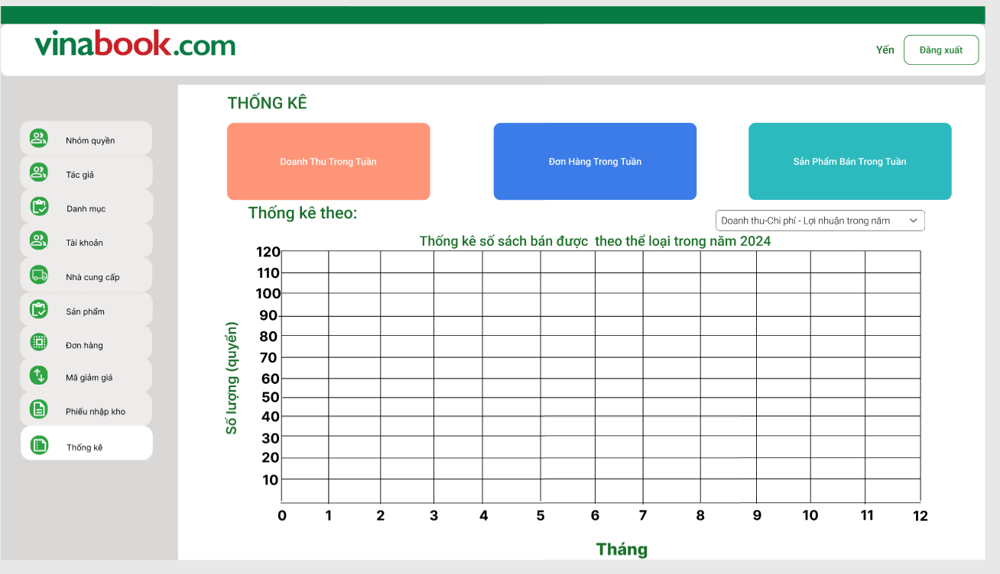 vinabook.com
Yến
Đăng xuất
THỐNG KÊ
Nhóm quyền
Tác giả
Danh mục
Tài khoản
Nhà cung cấp
Sản phẩm
Đơn hàng
Mã giảm giá
Phiếu nhập kho
Thống kê
Doanh Thu Trong Tuần
Đơn Hàng Trong Tuần
Sản Phẩm Bán Trong Tuần
Thống kê theo:
Doanh thu-Chi phí - Lợi nhuận trong năm
Thống kê số sách bán được theo thể loại trong năm 2024
Số lượng (quyển)
120
110
100
90
80
70
60
50
40
30
20
10
0 1 2 3 4 5 6 7 8 9 10 11 12
Tháng